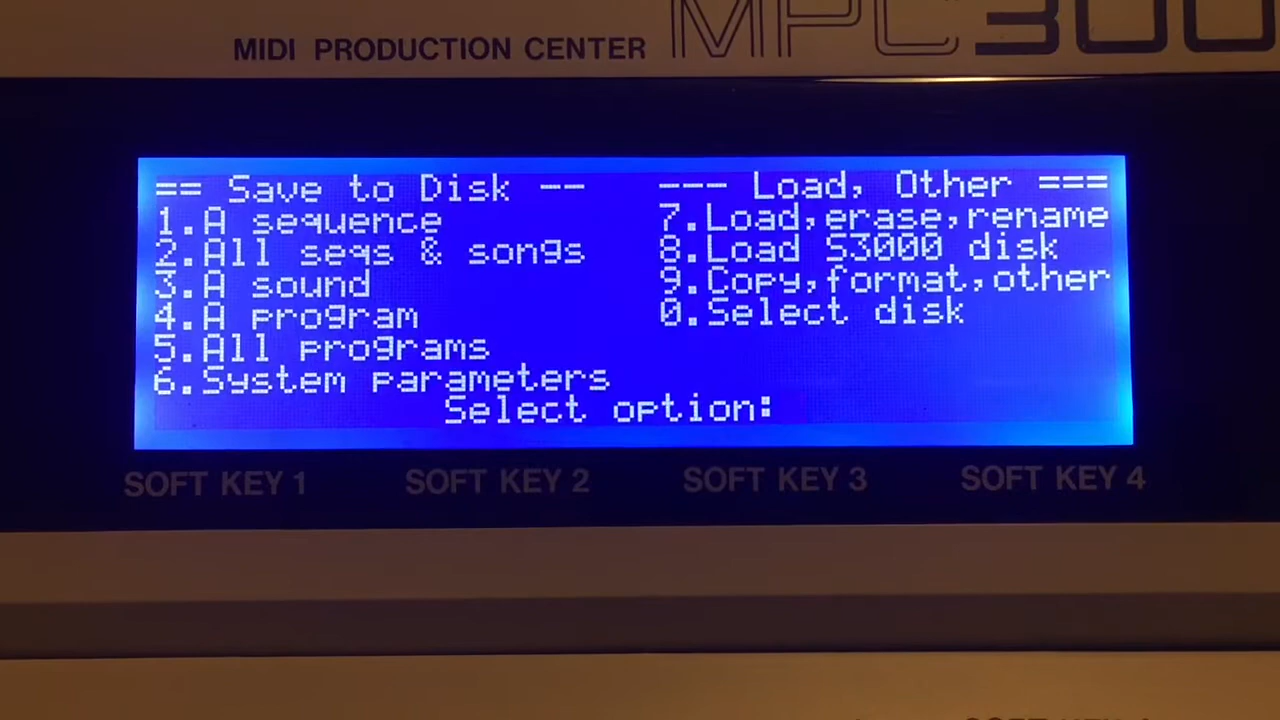 MIDI PRODUCTION CENTER MPC300
== Save to Disk -- --- Load, Other ===
1.A sequence 7.Load,erase,rename
2.All seqs & songs 8.Load S3000 disk
3.A sound 9.Copy,format,other
4.A program 0.Select disk
5.All programs
6.System parameters
Select option:
SOFT KEY 1 SOFT KEY 2 SOFT KEY 3 SOFT KEY 4